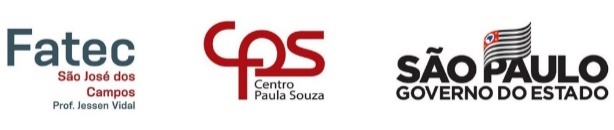 Fatec
São José dos
Campos
Prof. Jessen Vidal
cps
Centro
Paula Souza
SÃO PAULO
GOVERNO DO ESTADO